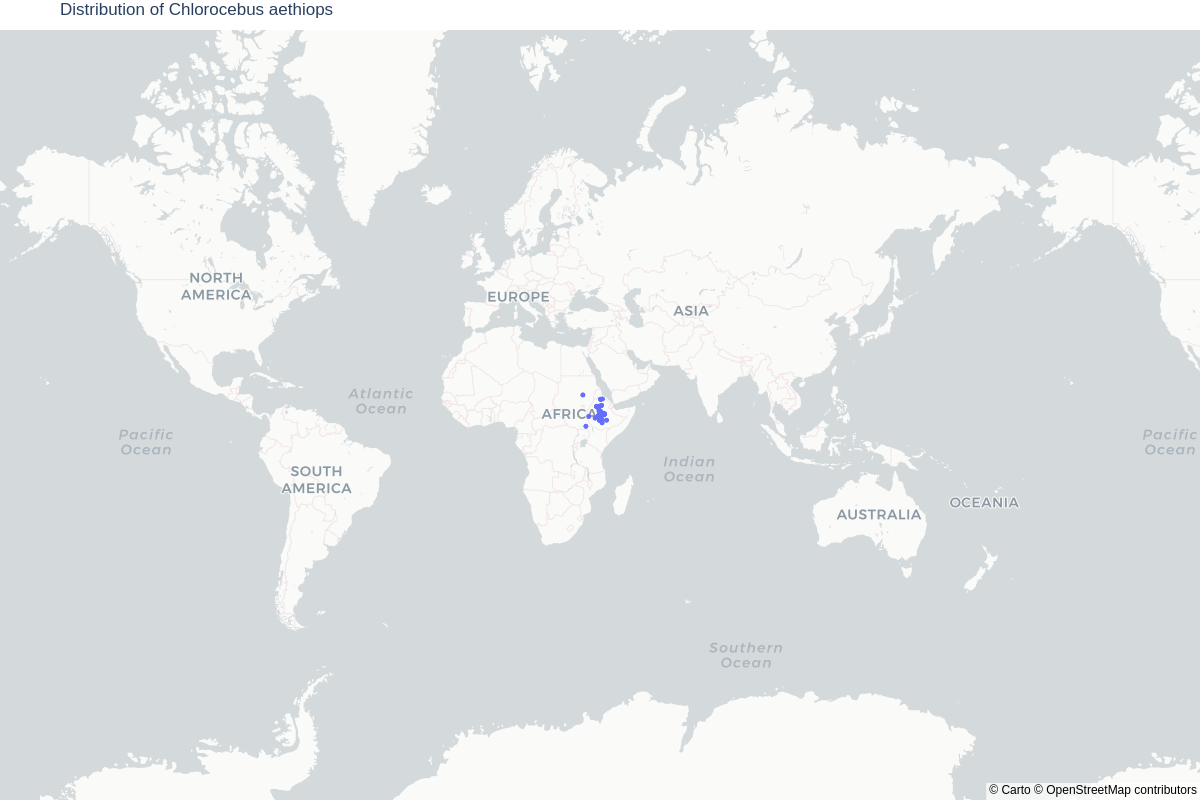 Distribution of Chlorocebus aethiops
NORTH
AMERICA
EUROPE
ASIA
Atlantic
Ocean
AFRICA
Pacific
Ocean
Pacific
Ocean
Indian
Ocean
SOUTH
AMERICA
OCEANIA
AUSTRALIA
Southern
Ocean
© Carto © OpenStreetMap contributors